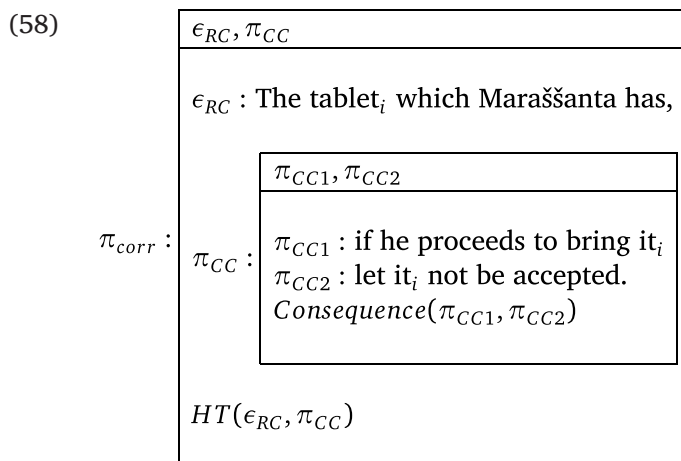 (58)
ϵ_RC, π_CC
ϵ_RC : The tablet_i which Maraššanta has,
π_CC1, π_CC2
π_CC1 : if he proceeds to bring it_i
π_corr : π_CC :
π_CC2 : let it_i not be accepted.
Consequence(π_CC1, π_CC2)
HT(ϵ_RC, π_CC)